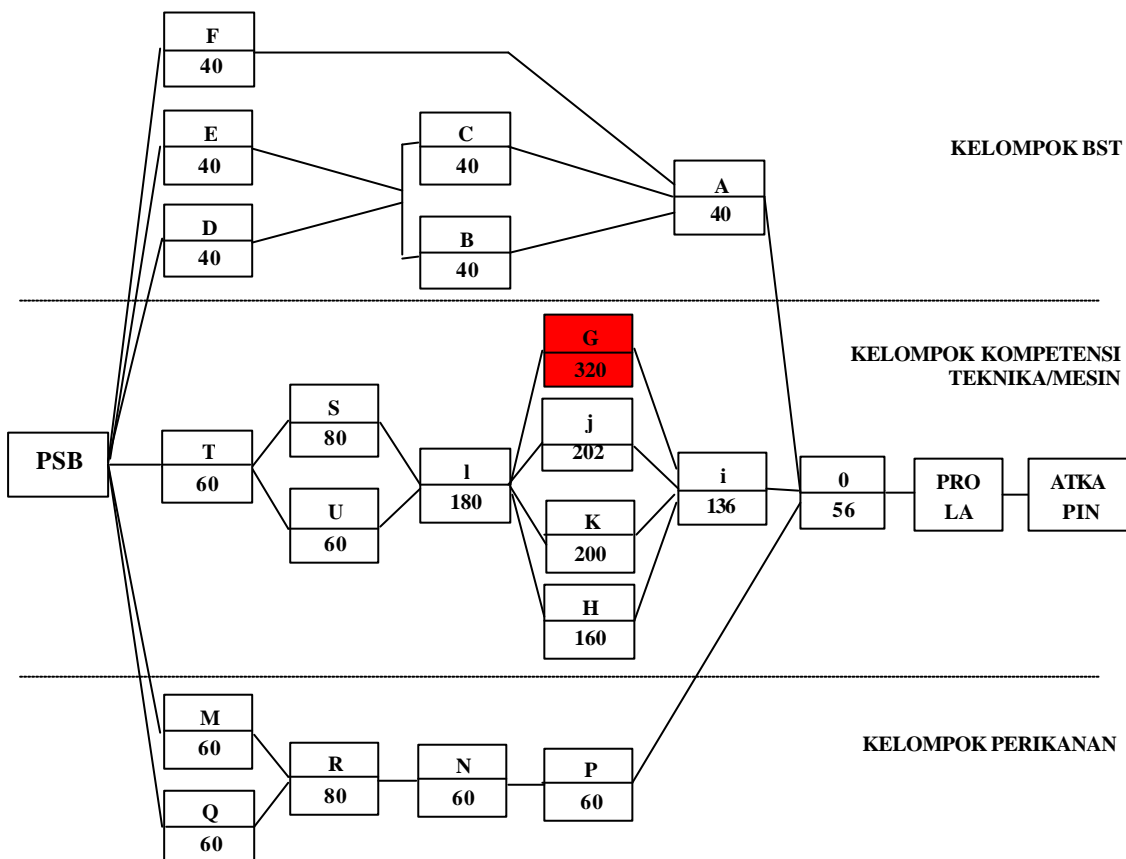 F
40
E
40
D
40
C
40
B
40
A
40
KELOMPOK BST
G
320
KELOMPOK KOMPETENSI
TEKNIKA/MESIN
PSB
T
60
S
80
U
60
l
180
j
202
K
200
H
160
i
136
0
56
PRO
LA
ATKA
PIN
M
60
Q
60
R
80
N
60
P
60
KELOMPOK PERIKANAN